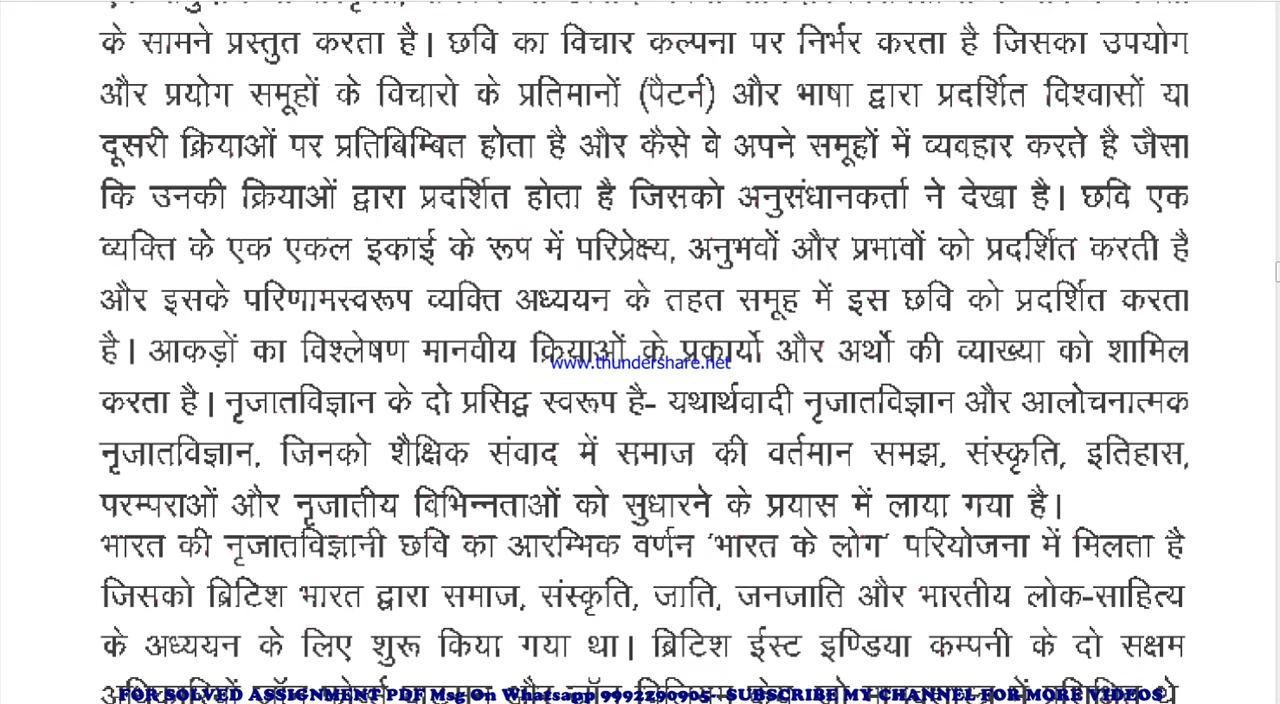 के सामने प्रस्तुत करता है। छवि का विचार कल्पना पर निर्भर करता है जिसका उपयोग
और प्रयोग समूहों के विचारो के प्रतिमानों (पैटर्न) और भाषा द्वारा प्रदर्शित विश्वासों या
दूसरी क्रियाओं पर प्रतिबिम्बित होता है और कैसे वे अपने समूहों में व्यवहार करते है जैसा
कि उनकी क्रियाओं द्वारा प्रदर्शित होता है जिसको अनुसंधानकर्ता ने देखा है। छवि एक
व्यक्ति के एक एकल इकाई के रूप में परिप्रेक्ष्य, अनुभवों और प्रभावों को प्रदर्शित करती है
और इसके परिणामस्वरूप व्यक्ति अध्ययन के तहत समूह में इस छवि को प्रदर्शित करता
है। आकड़ों का विश्लेषण मानवीय क्रियाओं के प्रकार्यो और अर्थो की व्याख्या को शामिल
www.thundershare.net
करता है। नृजातविज्ञान के दो प्रसिद्ध स्वरूप है- यथार्थवादी नृजातविज्ञान और आलोचनात्मक
नृजातविज्ञान, जिनको शैक्षिक संवाद में समाज की वर्तमान समझ, संस्कृति, इतिहास,
परम्पराओं और नृजातीय विभिन्नताओं को सुधारने के प्रयास में लाया गया है।
भारत की नृजातविज्ञानी छवि का आरम्भिक वर्णन 'भारत के लोग' परियोजना में मिलता है
जिसको ब्रिटिश भारत द्वारा समाज, संस्कृति, जाति, जनजाति और भारतीय लोक-साहित्य
के अध्ययन के लिए शुरू किया गया था। ब्रिटिश ईस्ट इण्डिया कम्पनी के दो सक्षम
FOR SOLVED ASSIGNMENT PDF Msg On Whatsapp 9992290905- SUBSCRIBE MY CHANNEL FOR MORE VIDEOS